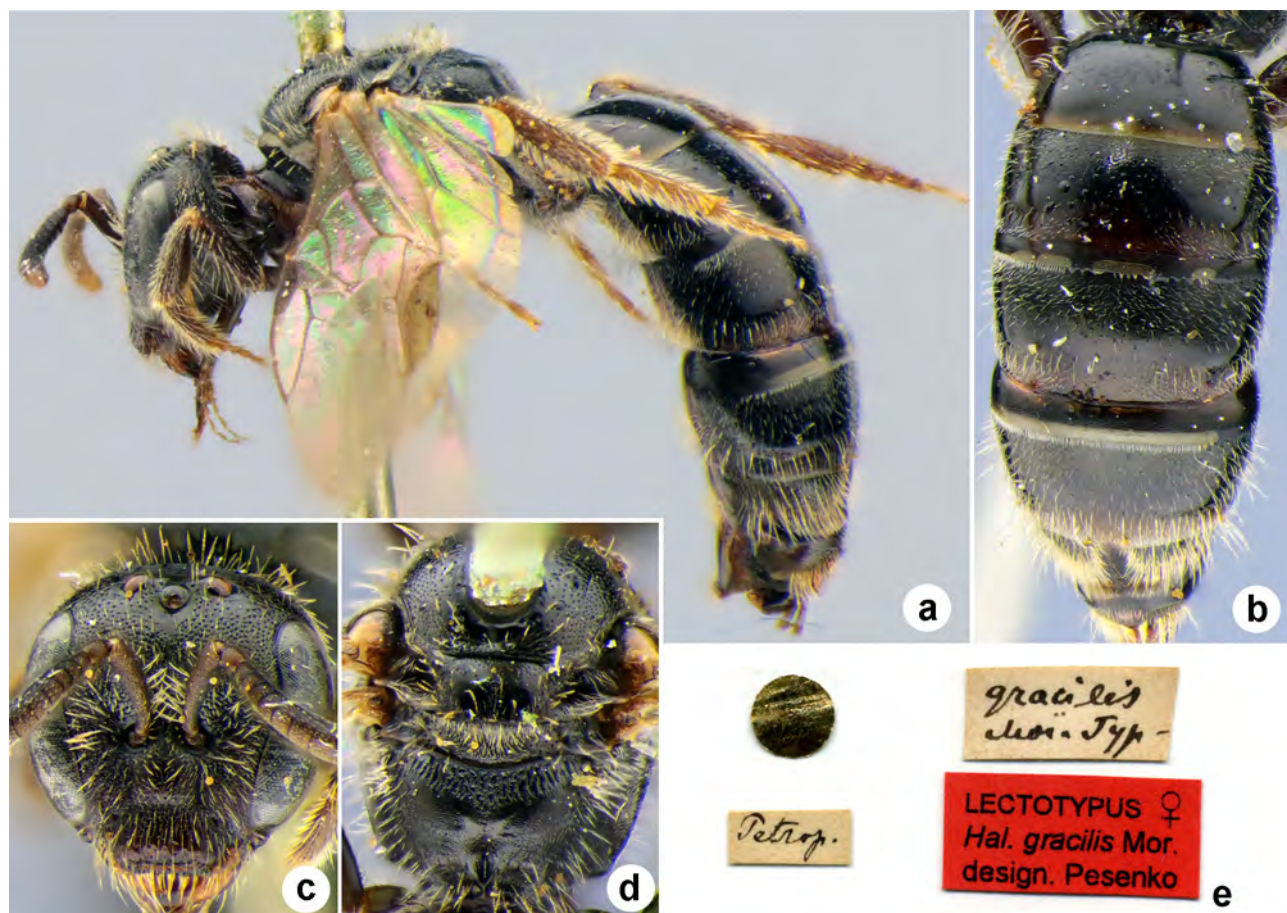 a
b
c
d
gracilis
Mor. Typ-
Petrop.
LECTOTYPUS ♀
Hal. gracilis Mor.
design. Pesenko
e